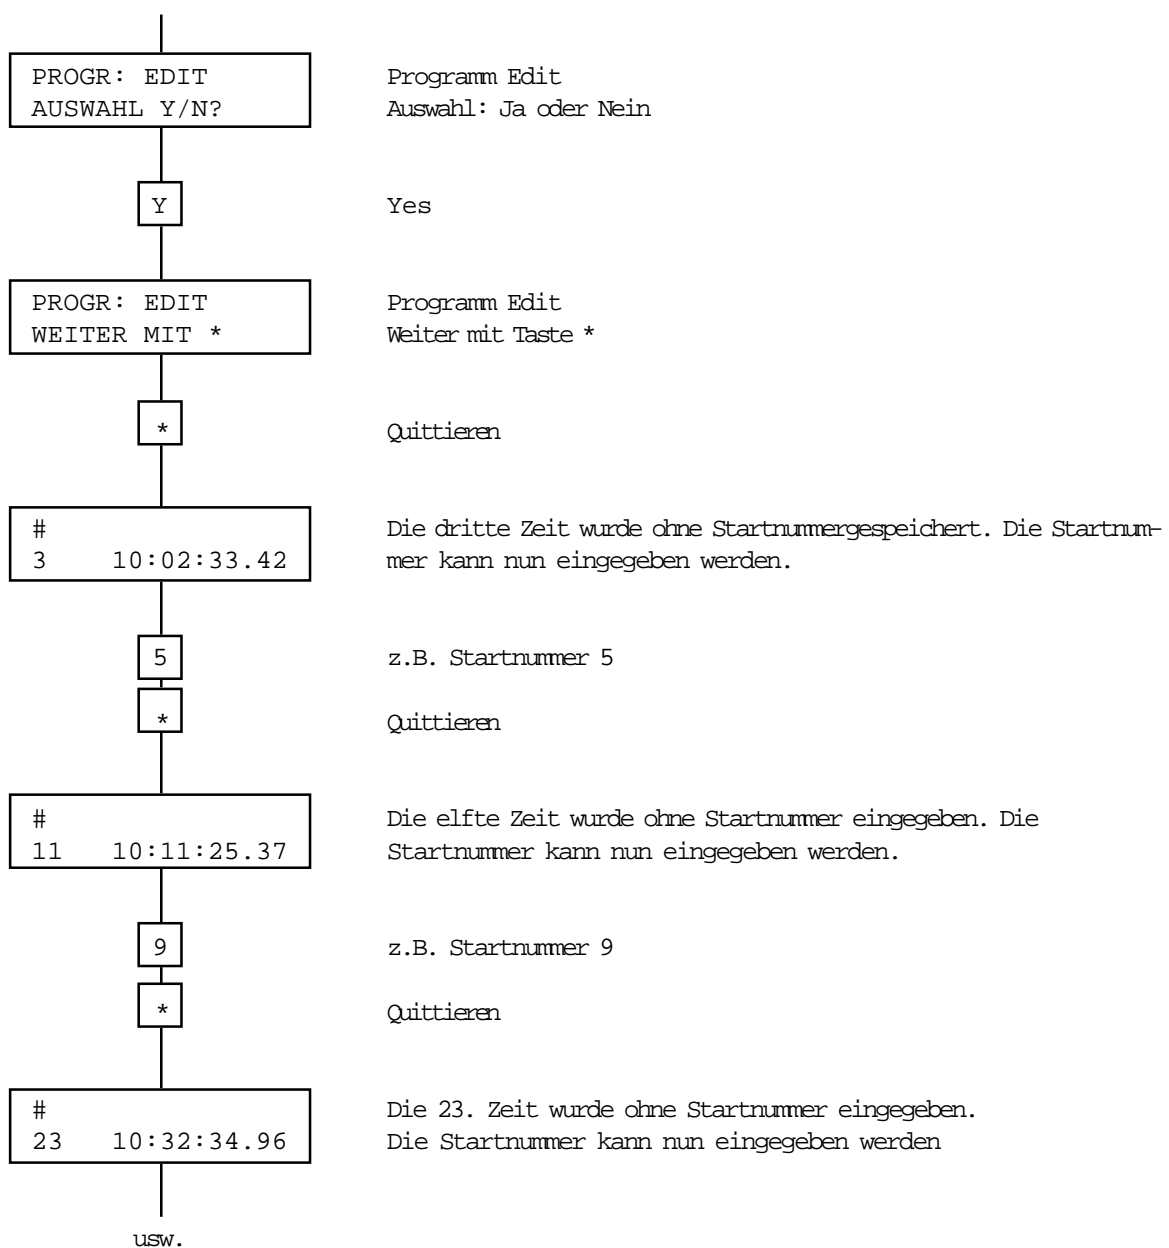 PROGR: EDIT Programm Edit
AUSWAHL Y/N? Auswahl: Ja oder Nein
Y Yes
PROGR: EDIT Programm Edit
WEITER MIT * Weiter mit Taste *
* Quittieren
# Die dritte Zeit wurde ohne Startnummergespeichert. Die Startnum-
3 10:02:33.42 mer kann nun eingegeben werden.
5 z.B. Startnummer 5
* Quittieren
# Die elfte Zeit wurde ohne Startnummer eingegeben. Die
11 10:11:25.37 Startnummer kann nun eingegeben werden.
9 z.B. Startnummer 9
* Quittieren
# Die 23. Zeit wurde ohne Startnummer eingegeben.
23 10:32:34.96 Die Startnummer kann nun eingegeben werden
usw.